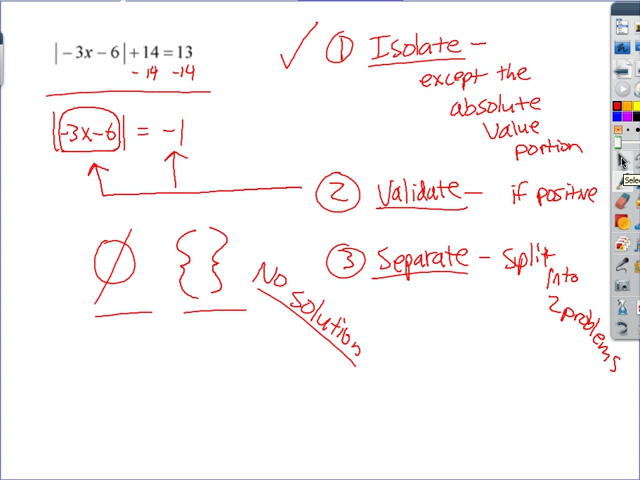 |−3x − 6| + 14 = 13
−14 −14
|−3x−6| = −1
∅ { }
No solution
① Isolate −
except the
absolute
value
portion
② Validate − if positive
③ Separate − split
into
2 problems
Selec